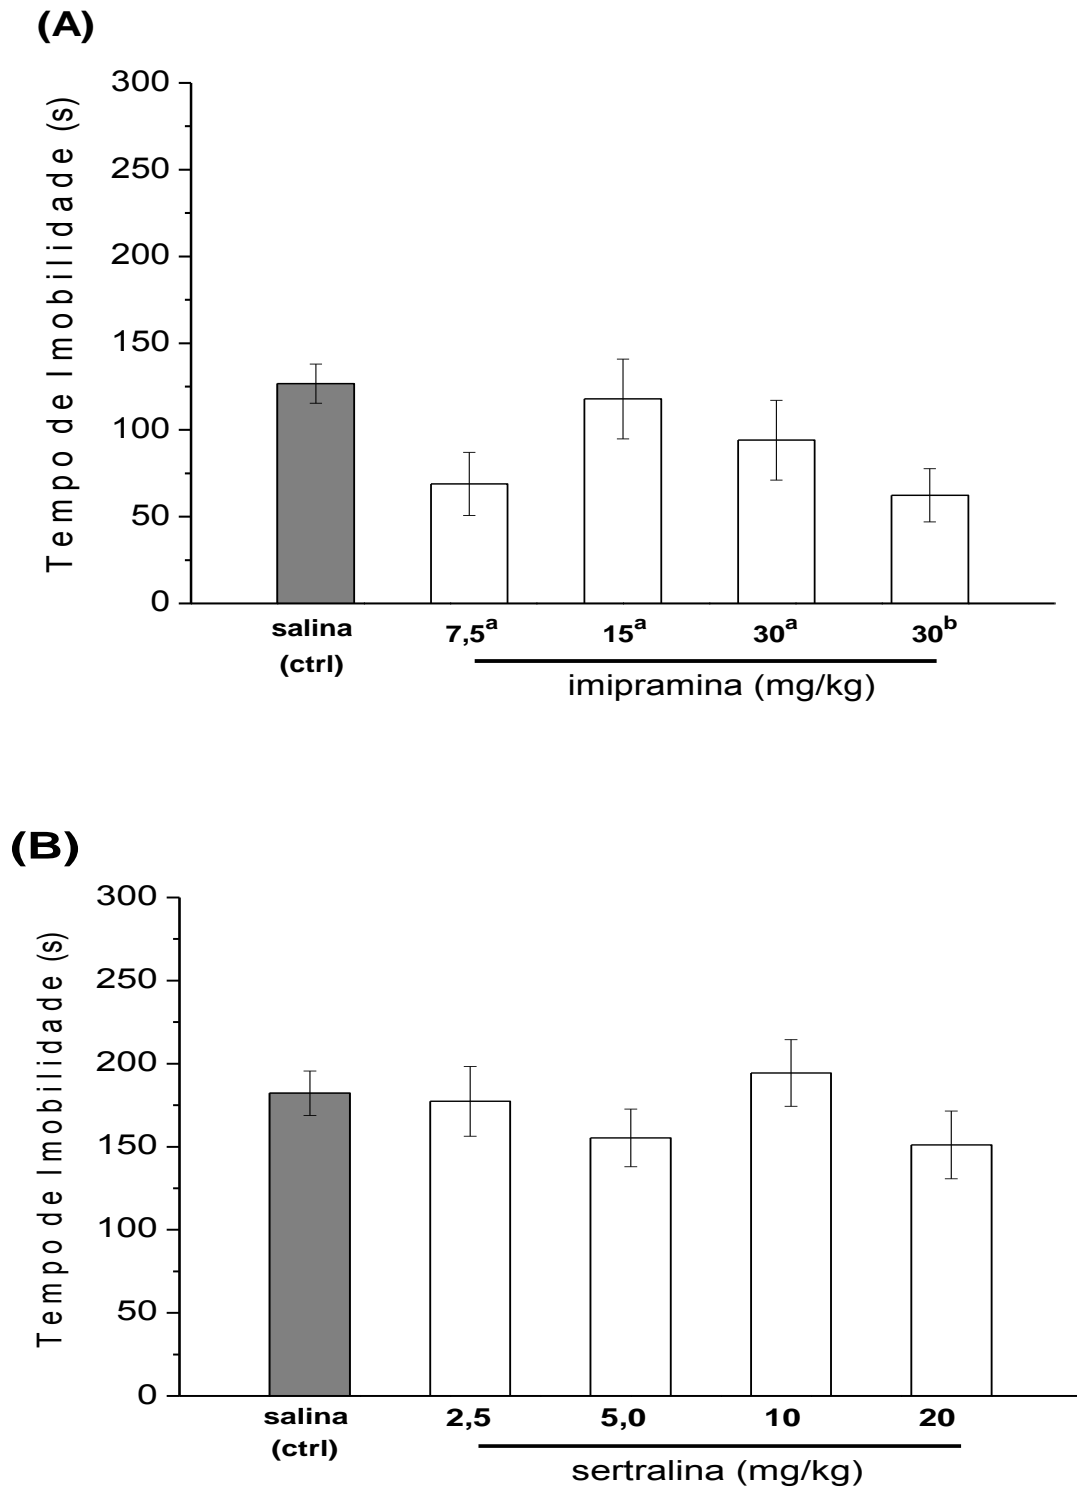 (A)
Tempo de Imobilidade (s)
300
250
200
150
100
50
0
salina 7,5ᵃ 15ᵃ 30ᵃ 30ᵇ
(ctrl)
imipramina (mg/kg)
(B)
Tempo de Imobilidade (s)
300
250
200
150
100
50
0
salina 2,5 5,0 10 20
(ctrl)
sertralina (mg/kg)